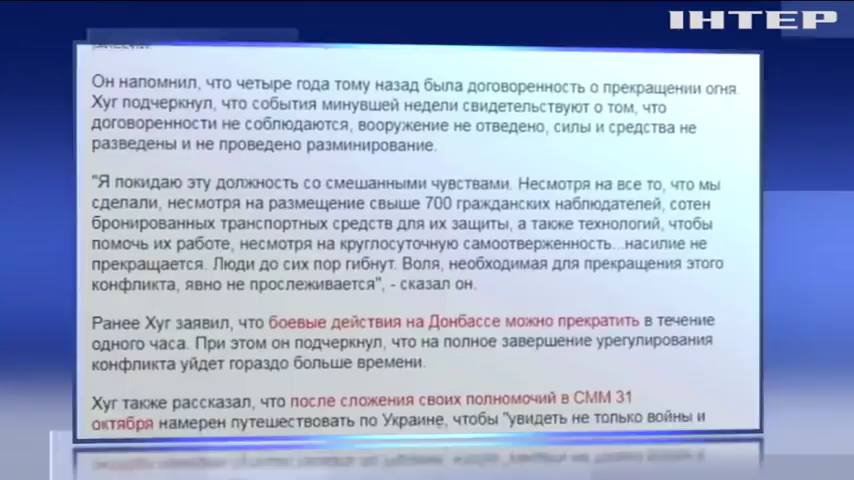 ІНТЕР
Он напомнил, что четыре года тому назад была договоренность о прекращении огня.
Хуг подчеркнул, что события минувшей недели свидетельствуют о том, что
договоренности не соблюдаются, вооружение не отведено, силы и средства не
разведены и не проведено разминирование.
"Я покидаю эту должность со смешанными чувствами. Несмотря на все то, что мы
сделали, несмотря на размещение свыше 700 гражданских наблюдателей, сотен
бронированных транспортных средств для их защиты, а также технологий, чтобы
помочь их работе, несмотря на круглосуточную самоотверженность...насилие не
прекращается. Люди до сих пор гибнут. Воля, необходимая для прекращения этого
конфликта, явно не прослеживается", - сказал он.
Ранее Хуг заявил, что боевые действия на Донбассе можно прекратить в течение
одного часа. При этом он подчеркнул, что на полное завершение урегулирования
конфликта уйдет гораздо больше времени.
Хуг также рассказал, что после сложения своих полномочий в СММ 31
октября намерен путешествовать по Украине, чтобы "увидеть не только войны и